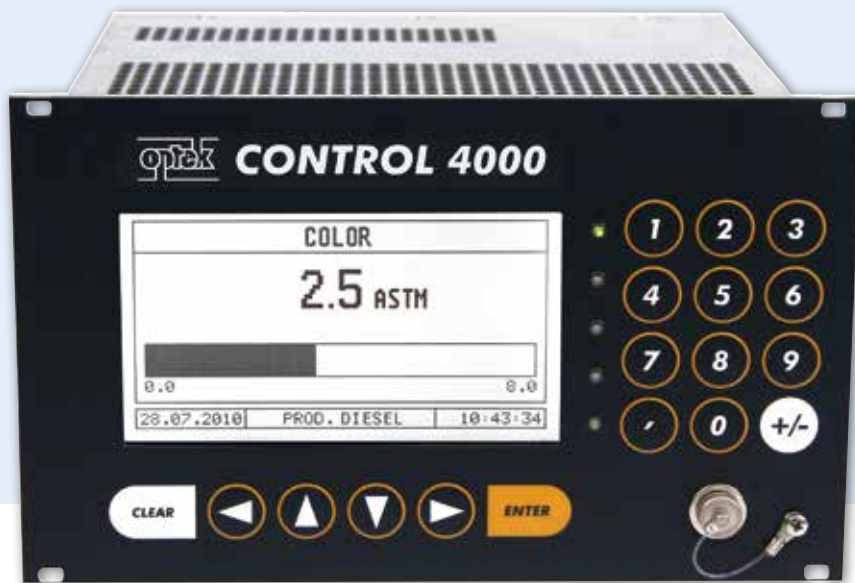 optek CONTROL 4000
COLOR
2.5 ASTM
0.0 8.0
28.07.2010 PROD.DIESEL 10:43:34
1 2 3
4 5 6
7 8 9
, 0 +/-
CLEAR ENTER